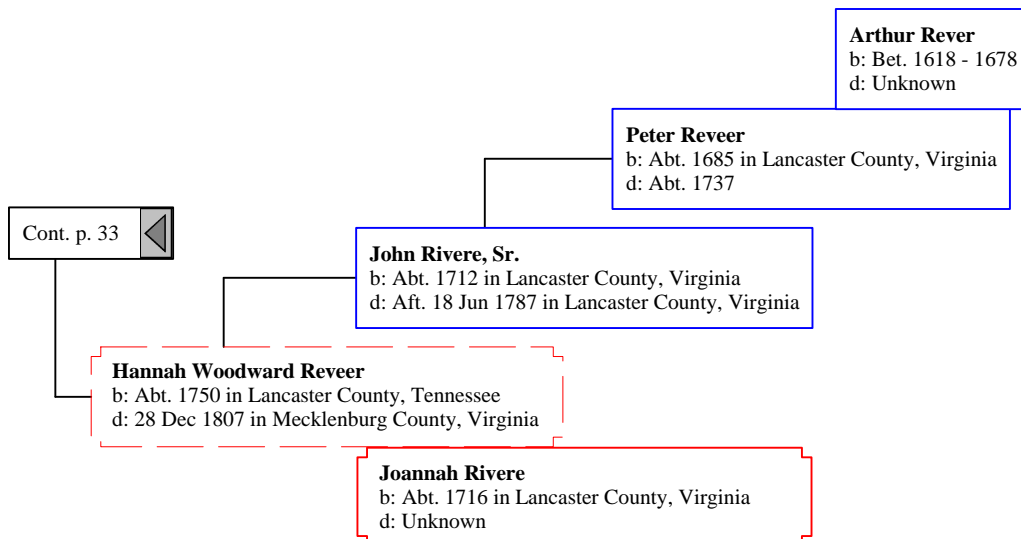 Arthur Rever
b: Bet. 1618 - 1678
d: Unknown
Peter Reveer
b: Abt. 1685 in Lancaster County, Virginia
d: Abt. 1737
Cont. p. 33
John Rivere, Sr.
b: Abt. 1712 in Lancaster County, Virginia
d: Aft. 18 Jun 1787 in Lancaster County, Virginia
Hannah Woodward Reveer
b: Abt. 1750 in Lancaster County, Tennessee
d: 28 Dec 1807 in Mecklenburg County, Virginia
Joannah Rivere
b: Abt. 1716 in Lancaster County, Virginia
d: Unknown